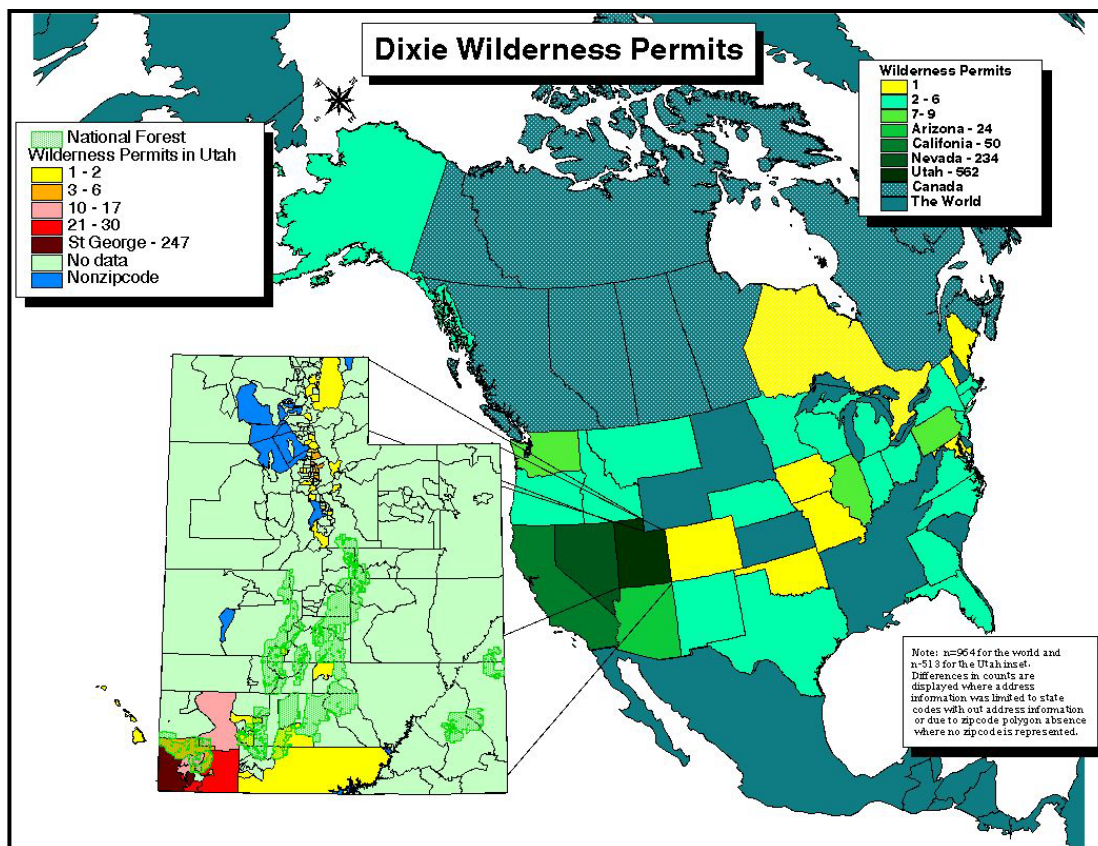 Dixie Wilderness Permits
National Forest
Wilderness Permits in Utah
1 - 2
3 - 6
10 - 17
21 - 30
St George - 247
No data
Nonzipcode
Wilderness Permits
1
2 - 6
7- 9
Arizona - 24
Califonia - 50
Nevada - 234
Utah - 562
Canada
The World
Note: n=964 for the world and
n-513 for the Utah inset.
Differences in counts are
displayed where address
information was limited to state
codes with out address information
or due to zipcode polygon absence
where no zipcode is represented.